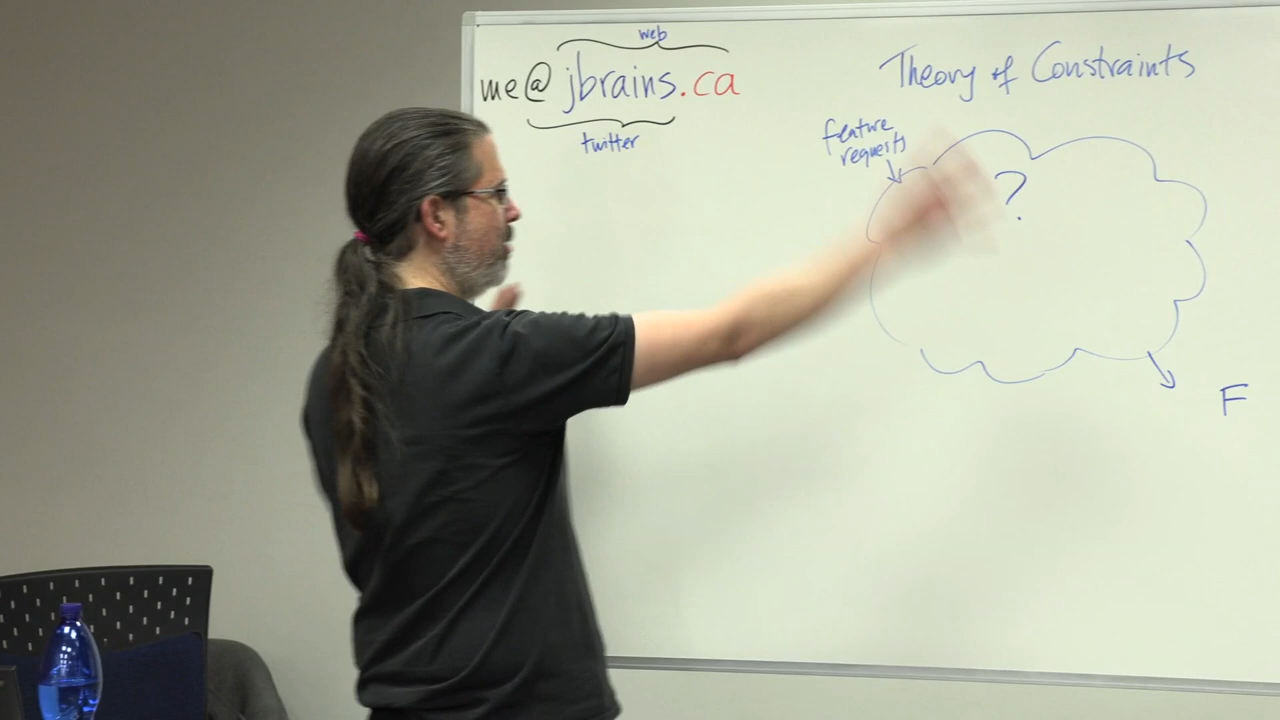 web
me@jbrains.ca
twitter
Theory of Constraints
feature
requests
?
F